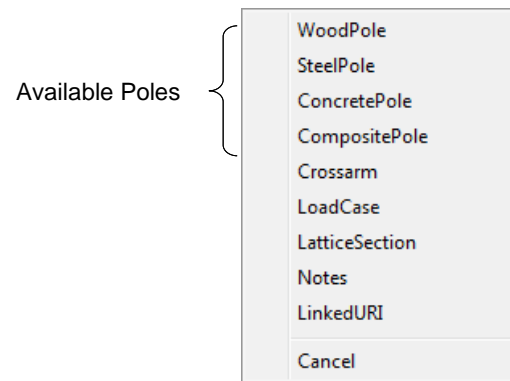 Available Poles
WoodPole
SteelPole
ConcretePole
CompositePole
Crossarm
LoadCase
LatticeSection
Notes
LinkedURI
Cancel